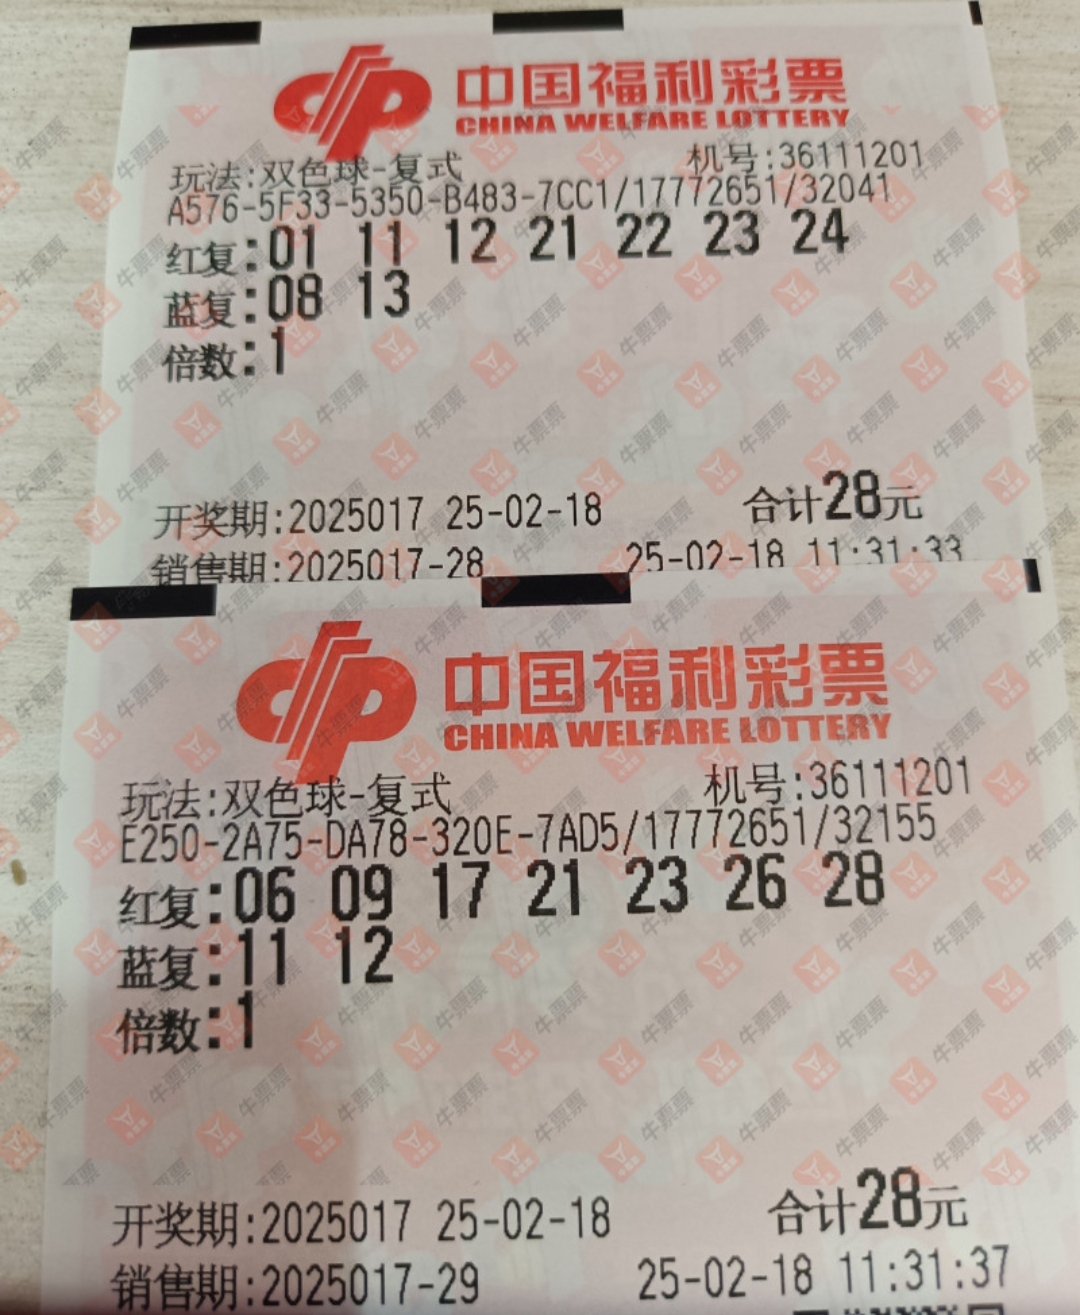 中国福利彩票
CHINA WELFARE LOTTERY
玩法:双色球-复式 机号:36111201
A576-5F33-5350-B483-7CC1/17772651/32041
红复:01 11 12 21 22 23 24
蓝复:08 13
倍数:1
开奖期:2025017 25-02-18 合计28元
销售期:2025017-28 25-02-18 11:31:33
中国福利彩票
CHINA WELFARE LOTTERY
玩法:双色球-复式 机号:36111201
E250-2A75-DA78-320E-7AD5/17772651/32155
红复:06 09 17 21 23 26 28
蓝复:11 12
倍数:1
开奖期:2025017 25-02-18 合计28元
销售期:2025017-29 25-02-18 11:31:37
牛票票